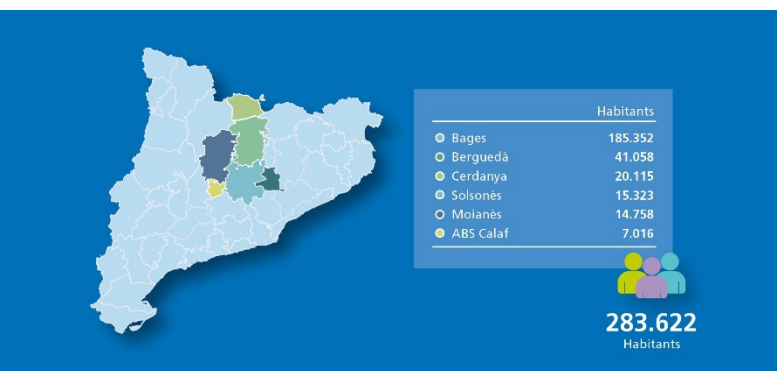 Habitants
Bages 185.352
Berguedà 41.058
Cerdanya 20.115
Solsonès 15.323
Moianès 14.758
ABS Calaf 7.016
283.622
Habitants